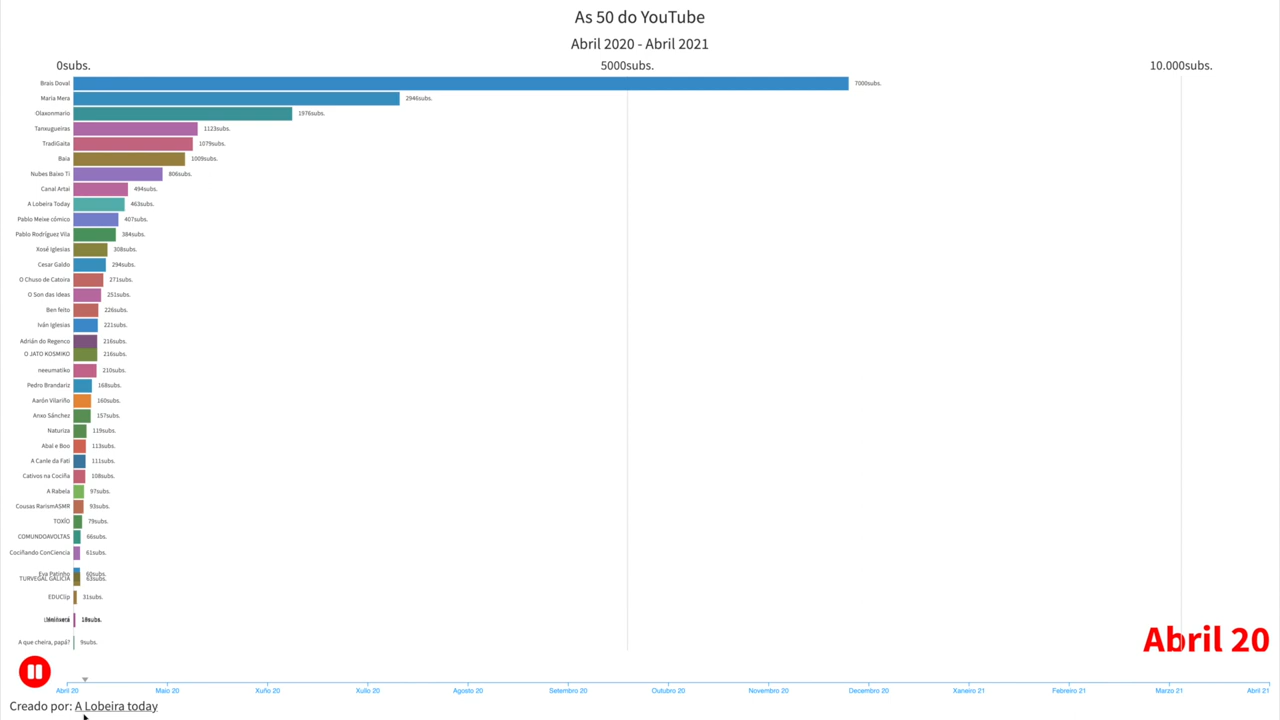 As 50 do YouTube
Abril 2020 - Abril 2021
0subs. 5000subs. 10.000subs.
Brais Doval 7000subs.
María Mera 2946subs.
Olaxonmario 1976subs.
Tanxugueiras 1123subs.
TradiGaita 1079subs.
Baia 1009subs.
Nubes Baixo Ti 806subs.
Canal Artai 494subs.
A Lobeira Today 463subs.
Pablo Meixe cómico 407subs.
Pablo Rodríguez Vila 384subs.
Xosé Iglesias 308subs.
Cesar Galdo 294subs.
O Chuso de Catoira 271subs.
O Son das Ideas 251subs.
Ben feito 226subs.
Iván Iglesias 221subs.
Adrián do Regenco 216subs.
O JATO KOSMIKO 216subs.
neeumatiko 210subs.
Pedro Brandariz 168subs.
Aarón Vilariño 160subs.
Anxo Sánchez 157subs.
Naturiza 119subs.
Abal e Boo 113subs.
A Canle da Fati 111subs.
Cativos na Cociña 108subs.
A Rabela 97subs.
Cousas RarismASMR 93subs.
TOXÍO 79subs.
COMUNDOAVOLTAS 66subs.
Cociñando ConCiencia 61subs.
Eva Patinho 60subs.
TURVEGAL GALICIA 63subs.
EDUClip 31subs.
A que cheira, papá? 9subs.
Abril 20
Abril 20 Maio 20 Xuño 20 Xullo 20 Agosto 20 Setembro 20 Outubro 20 Novembro 20 Decembro 20 Xaneiro 21 Febreiro 21 Marzo 21 Abril 21
Creado por: A Lobeira today